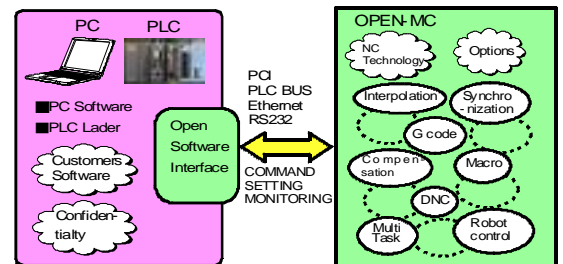 PC PLC
■PC Software
■PLC Lader
Customers
Software
Confiden-
tialty
Open
Software
Interface
PCI
PLC BUS
Ethernet
RS232
COMMAND
SETTING
MONITORING
OPEN-MC
NC
Technology
Options
Interpolation
Synchro
-nization
G code
Compen-
sation
Macro
DNC
Multi
Task
Robot
control